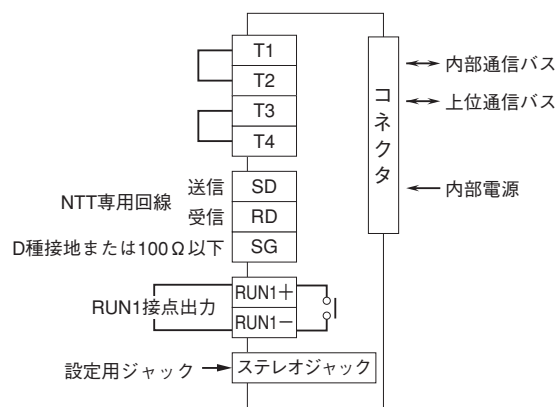 T1
T2
T3
T4
コネクタ
内部通信バス
上位通信バス
内部電源
NTT専用回線
送信 SD
受信 RD
D種接地または100Ω以下 SG
RUN1接点出力
RUN1＋
RUN1－
設定用ジャック ステレオジャック